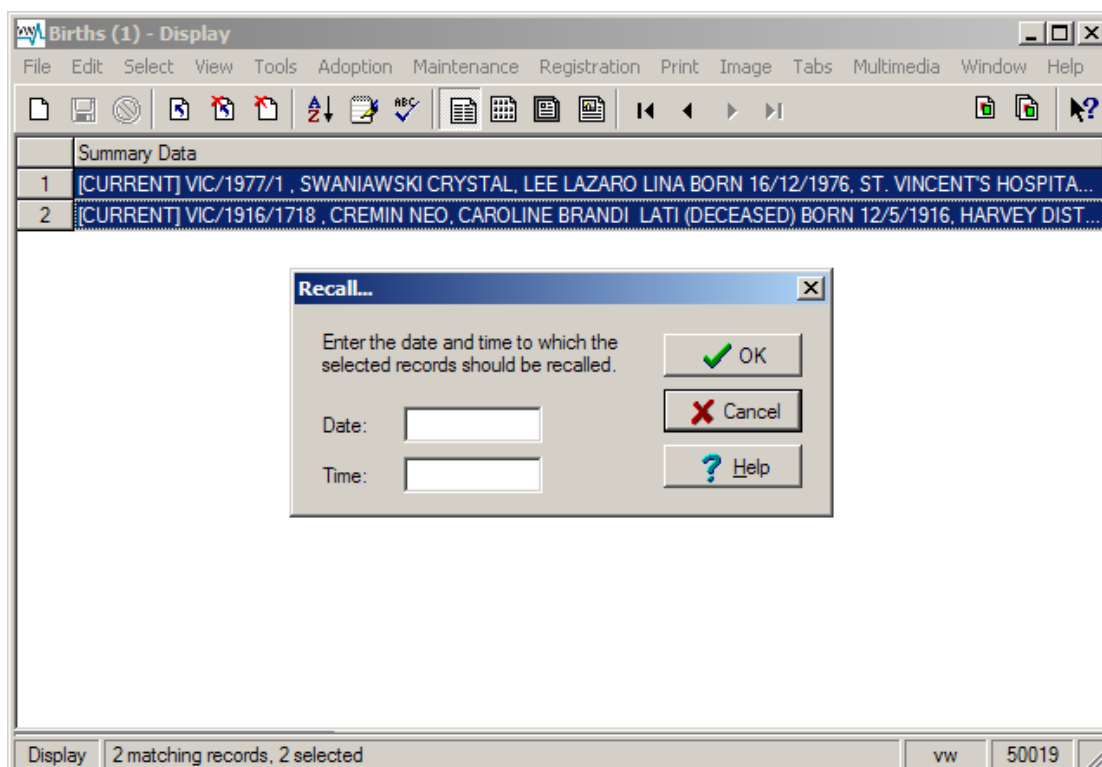 Births (1) - Display
File Edit Select View Tools Adoption Maintenance Registration Print Image Tabs Multimedia Window Help
Summary Data
1 [CURRENT] VIC/1977/1 , SWANIAWSKI CRYSTAL, LEE LAZARO LINA BORN 16/12/1976, ST. VINCENT'S HOSPITA...
2 [CURRENT] VIC/1916/1718 , CREMIN NEO, CAROLINE BRANDI  LATI (DECEASED) BORN 12/5/1916, HARVEY DIST...
Recall...
Enter the date and time to which the
selected records should be recalled.
OK
Cancel
Date:
Help
Time:
Display 2 matching records, 2 selected vw 50019